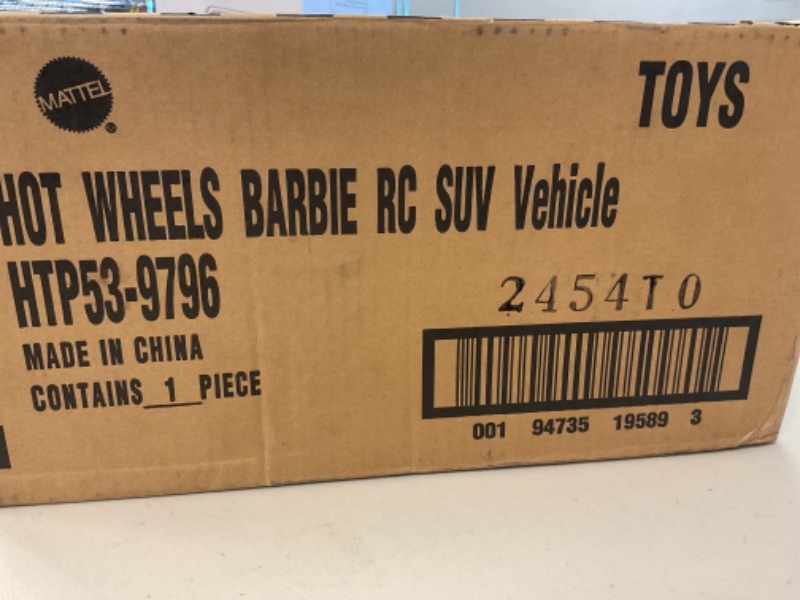 MATTEL
®
TOYS
HOT WHEELS BARBIE RC SUV Vehicle
HTP53-9796
2454T0
MADE IN CHINA
CONTAINS 1 PIECE
001 94735 19589 3